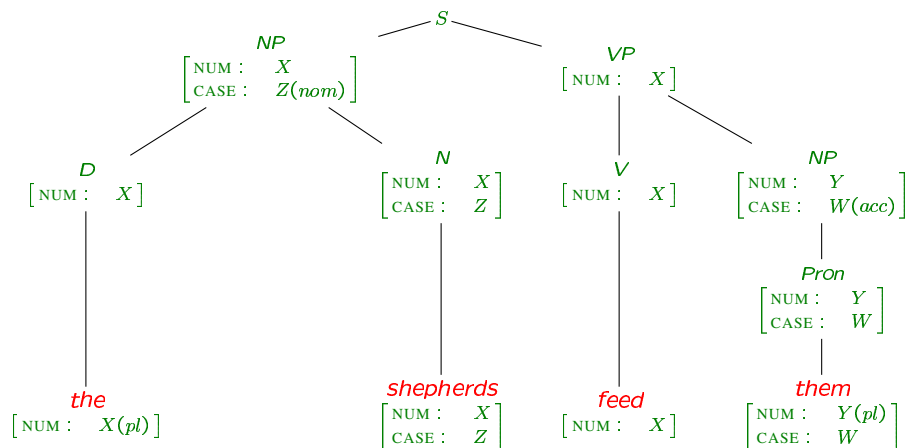 S
NP
NUM : X
CASE : Z(nom)
VP
NUM : X
D
NUM : X
N
NUM : X
CASE : Z
V
NUM : X
NP
NUM : Y
CASE : W(acc)
Pron
NUM : Y
CASE : W
the
NUM : X(pl)
shepherds
NUM : X
CASE : Z
feed
NUM : X
them
NUM : Y(pl)
CASE : W